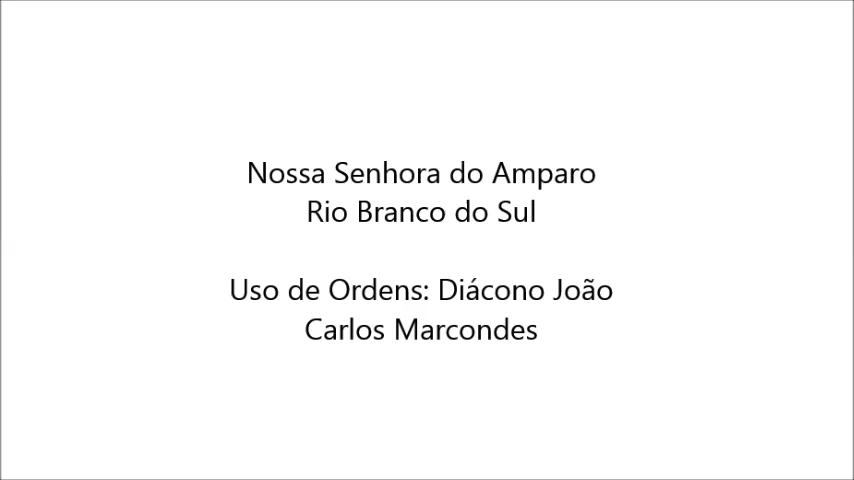 Nossa Senhora do Amparo
Rio Branco do Sul
Uso de Ordens: Diácono João
Carlos Marcondes